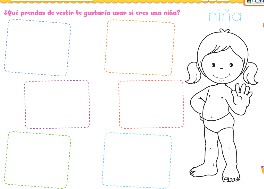 ¿Qué prendas de vestir te gustaría usar si eres una niña?
niña